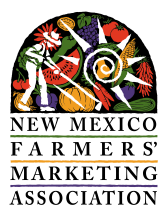 NEW MEXICO
FARMERS'
MARKETING
ASSOCIATION